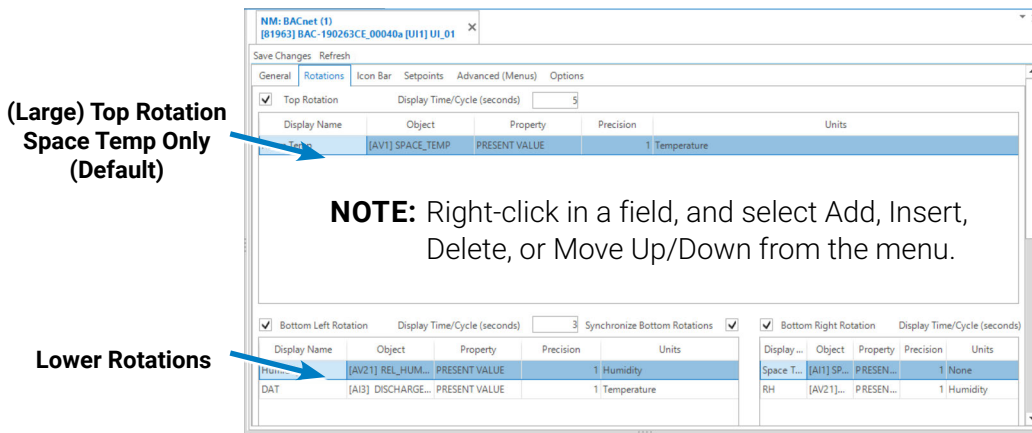 NM: BACnet (1)
[81963] BAC-190263CE_00040a [UI1] UI_01
Save Changes Refresh
General Rotations Icon Bar Setpoints Advanced (Menus) Options
Top Rotation Display Time/Cycle (seconds) 5
Display Name Object Property Precision Units
Temp [AV1] SPACE_TEMP PRESENT VALUE 1 Temperature
(Large) Top Rotation
Space Temp Only
(Default)
NOTE: Right-click in a field, and select Add, Insert,
Delete, or Move Up/Down from the menu.
Bottom Left Rotation Display Time/Cycle (seconds) 3 Synchronize Bottom Rotations Bottom Right Rotation Display Time/Cycle (seconds)
Display Name Object Property Precision Units Display... Object Property Precision Units
Lower Rotations
[AV21] REL_HUM... PRESENT VALUE 1 Humidity Space T... [AI1] SP... PRESEN... 1 None
DAT [AI3] DISCHARGE... PRESENT VALUE 1 Temperature RH [AV21]... PRESEN... 1 Humidity